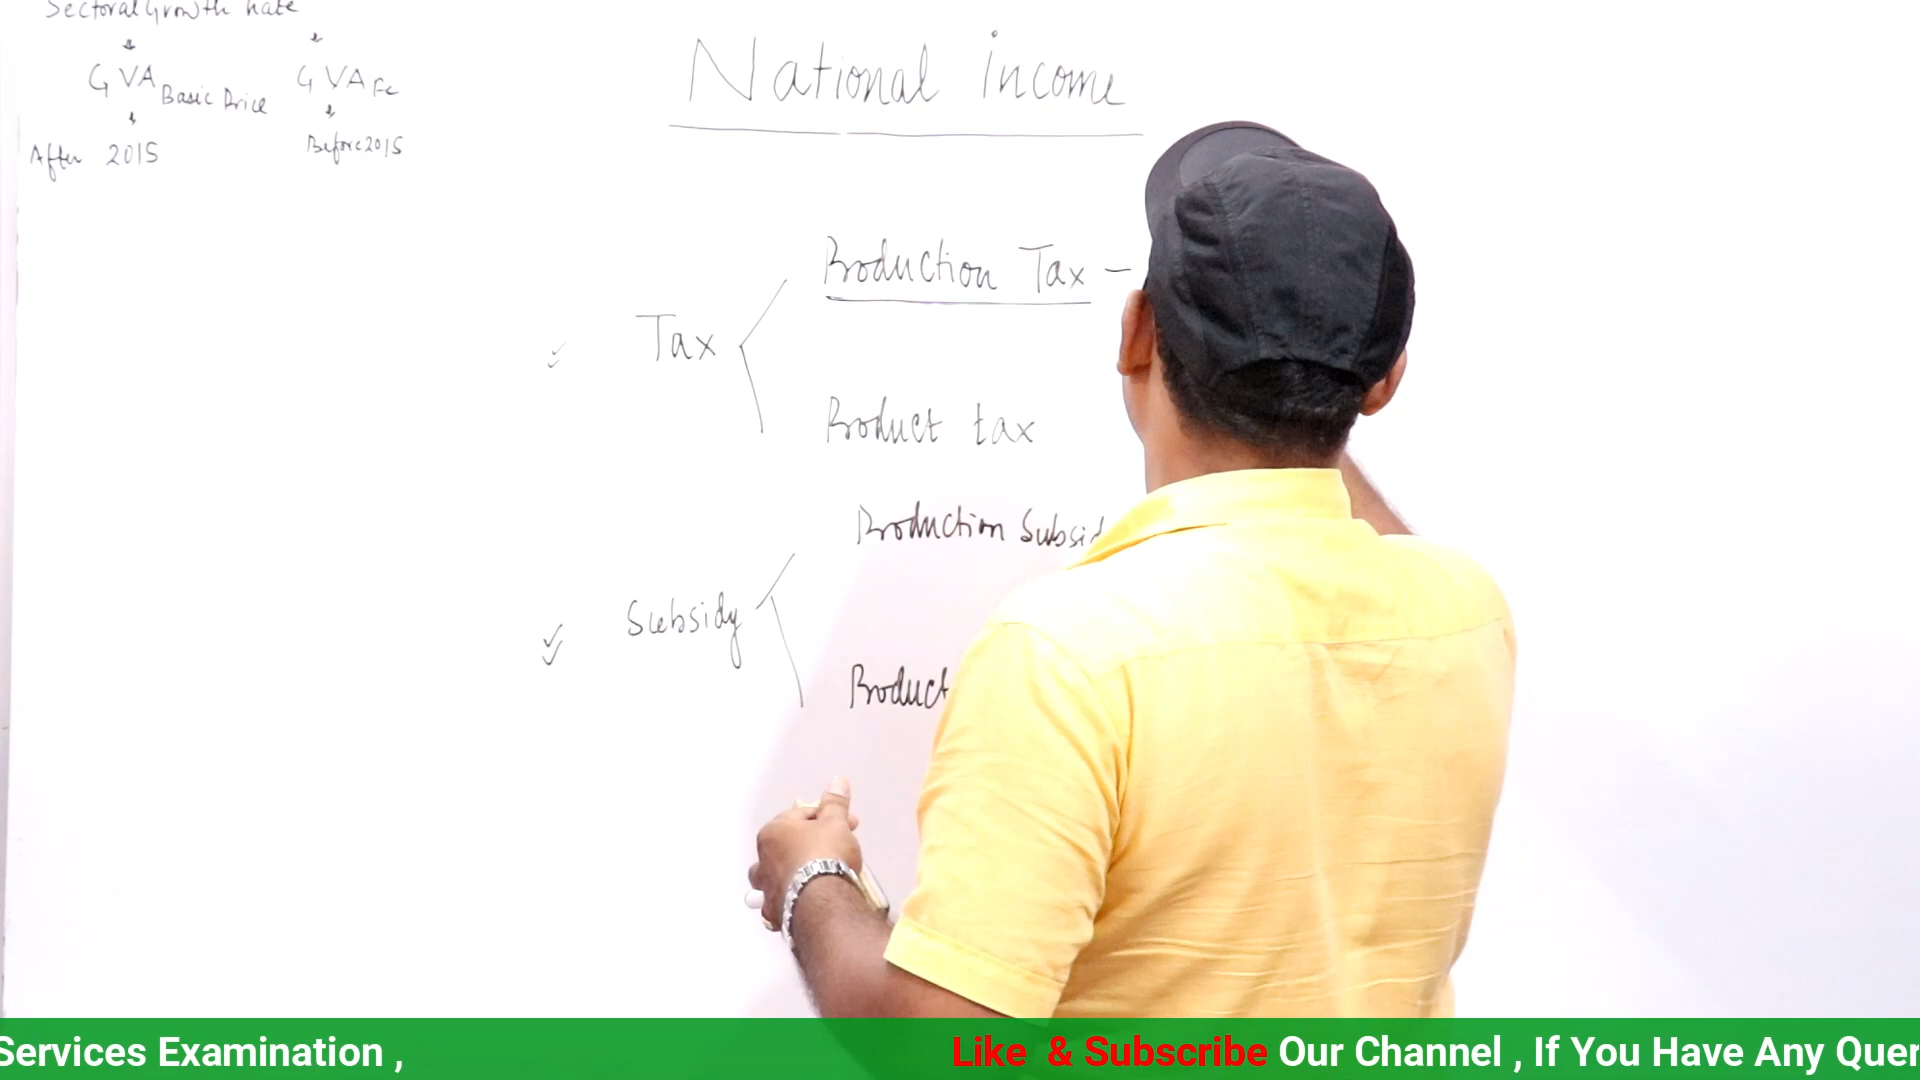 Sectoral Growth Rate
GVA Basic Price
GVA Fc
After 2015
Before 2015
National income
Production Tax -
Tax
Product tax
Production Subsid
Subsidy
Product
Services Examination ,
Like & Subscribe Our Channel , If You Have Any Quer